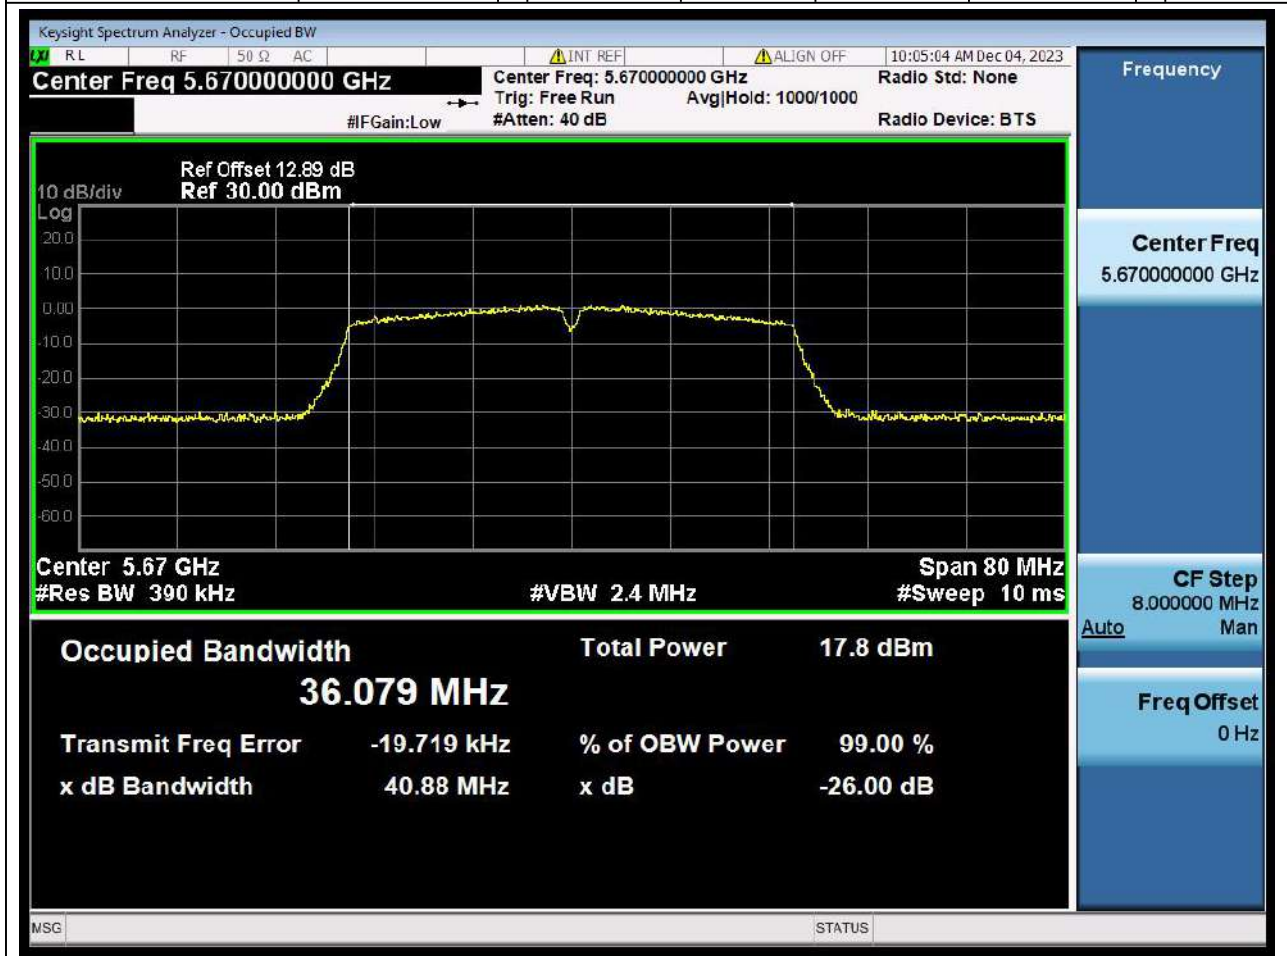 Keysight Spectrum Analyzer - Occupied BW
LXI RL RF 50 Ω AC INT REF ALIGN OFF 10:05:04 AM Dec 04, 2023
Center Freq 5.670000000 GHz
Center Freq: 5.670000000 GHz
Radio Std: None
Trig: Free Run
Avg|Hold: 1000/1000
#IFGain:Low
#Atten: 40 dB
Radio Device: BTS
Ref Offset 12.89 dB
10 dB/div
Ref 30.00 dBm
Log
20.0
10.0
0.00
-10.0
-20.0
-30.0
-40.0
-50.0
-60.0
Center 5.67 GHz
Span 80 MHz
#Res BW 390 kHz
#VBW 2.4 MHz
#Sweep 10 ms
Occupied Bandwidth
Total Power 17.8 dBm
36.079 MHz
Transmit Freq Error -19.719 kHz
% of OBW Power 99.00 %
x dB Bandwidth 40.88 MHz
x dB -26.00 dB
MSG
STATUS
Frequency
Center Freq
5.670000000 GHz
CF Step
8.000000 MHz
Auto Man
Freq Offset
0 Hz